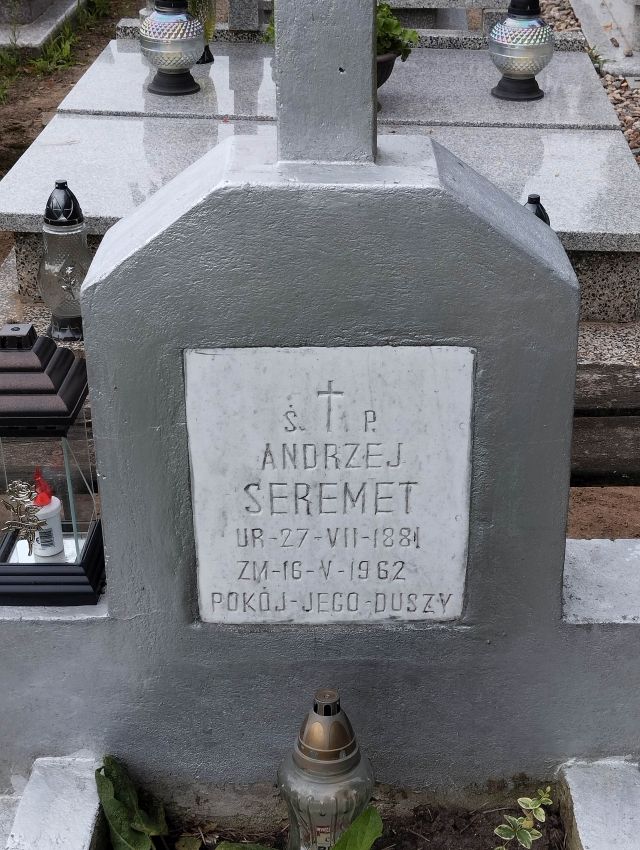 Ś. P.
ANDRZEJ
SEREMET
UR-27-VII-1881
ZM-16-V-1962
POKÓJ-JEGO-DUSZY